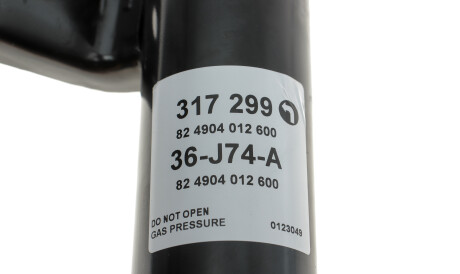 317 299
82 4904 012 600
36-J74-A
82 4904 012 600
DO NOT OPEN
GAS PRESSURE 0123049